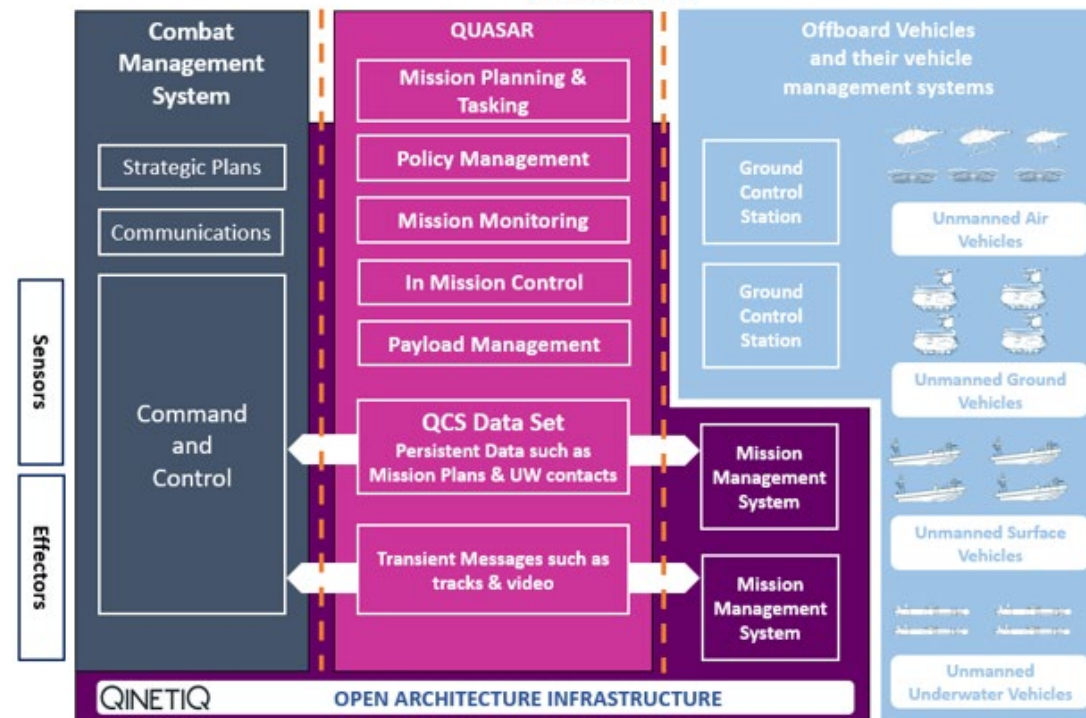 Combat
Management
System
Strategic Plans
Communications
Command
and
Control
Sensors
Effectors
QUASAR
Mission Planning &
Tasking
Policy Management
Mission Monitoring
In Mission Control
Payload Management
QCS Data Set
Persistent Data such as
Mission Plans & UW contacts
Transient Messages such as
tracks & video
Offboard Vehicles
and their vehicle
management systems
Ground
Control
Station
Ground
Control
Station
Mission
Management
System
Mission
Management
System
Unmanned Air
Vehicles
Unmanned Ground
Vehicles
Unmanned Surface
Vehicles
Unmanned
Underwater Vehicles
QINETIQ
OPEN ARCHITECTURE INFRASTRUCTURE